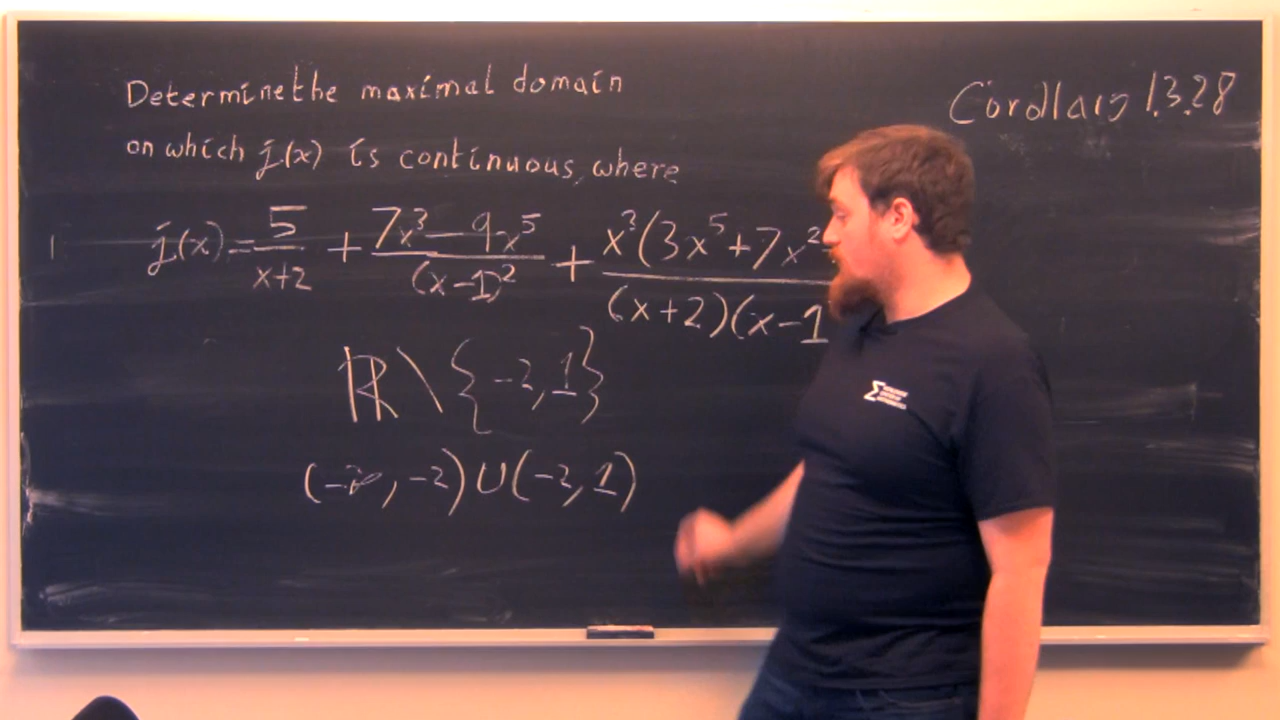 Determine the maximal domain
on which f(x) is continuous, where
Corollary 1.3.28
f(x) = 5/(x+2) + (7x³ - 9x⁵)/(x-1)² + x³(3x⁵+7x²
(x+2)(x-1
ℝ \ {-2, 1}
(-∞, -2) ∪ (-2, 1)
Σ